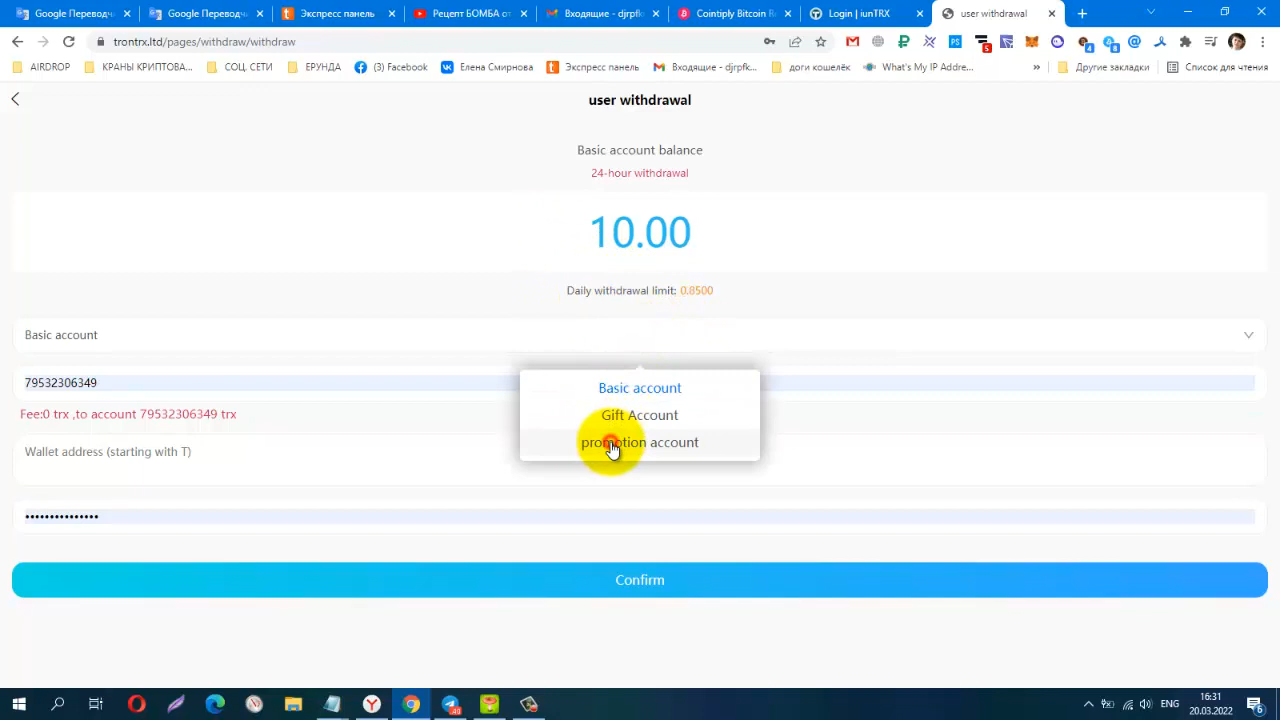 Google Переводч
Google Переводч
Экспресс панель
Рецепт БОМБА от
Входящие - djrpfk
Cointiply Bitcoin R
Login | iunTRX
user withdrawal
trontrx.ltd/pages/withdraw/withdraw
AIRDROP
КРАНЫ КРИПТОВА...
СОЦ. СЕТИ
ЕРУНДА
(3) Facebook
Елена Смирнова
Экспресс панель
Входящие - djrpfk...
доги кошелёк
What's My IP Addre...
»
Другие закладки
Список для чтения
user withdrawal
Basic account balance
24-hour withdrawal
10.00
Daily withdrawal limit: 0.8500
Basic account
79532306349
Basic account
Gift Account
promotion account
Fee:0 trx ,to account 79532306349 trx
Wallet address (starting with T)
•••••••••••••••
Confirm
ENG
16:31
20.03.2022